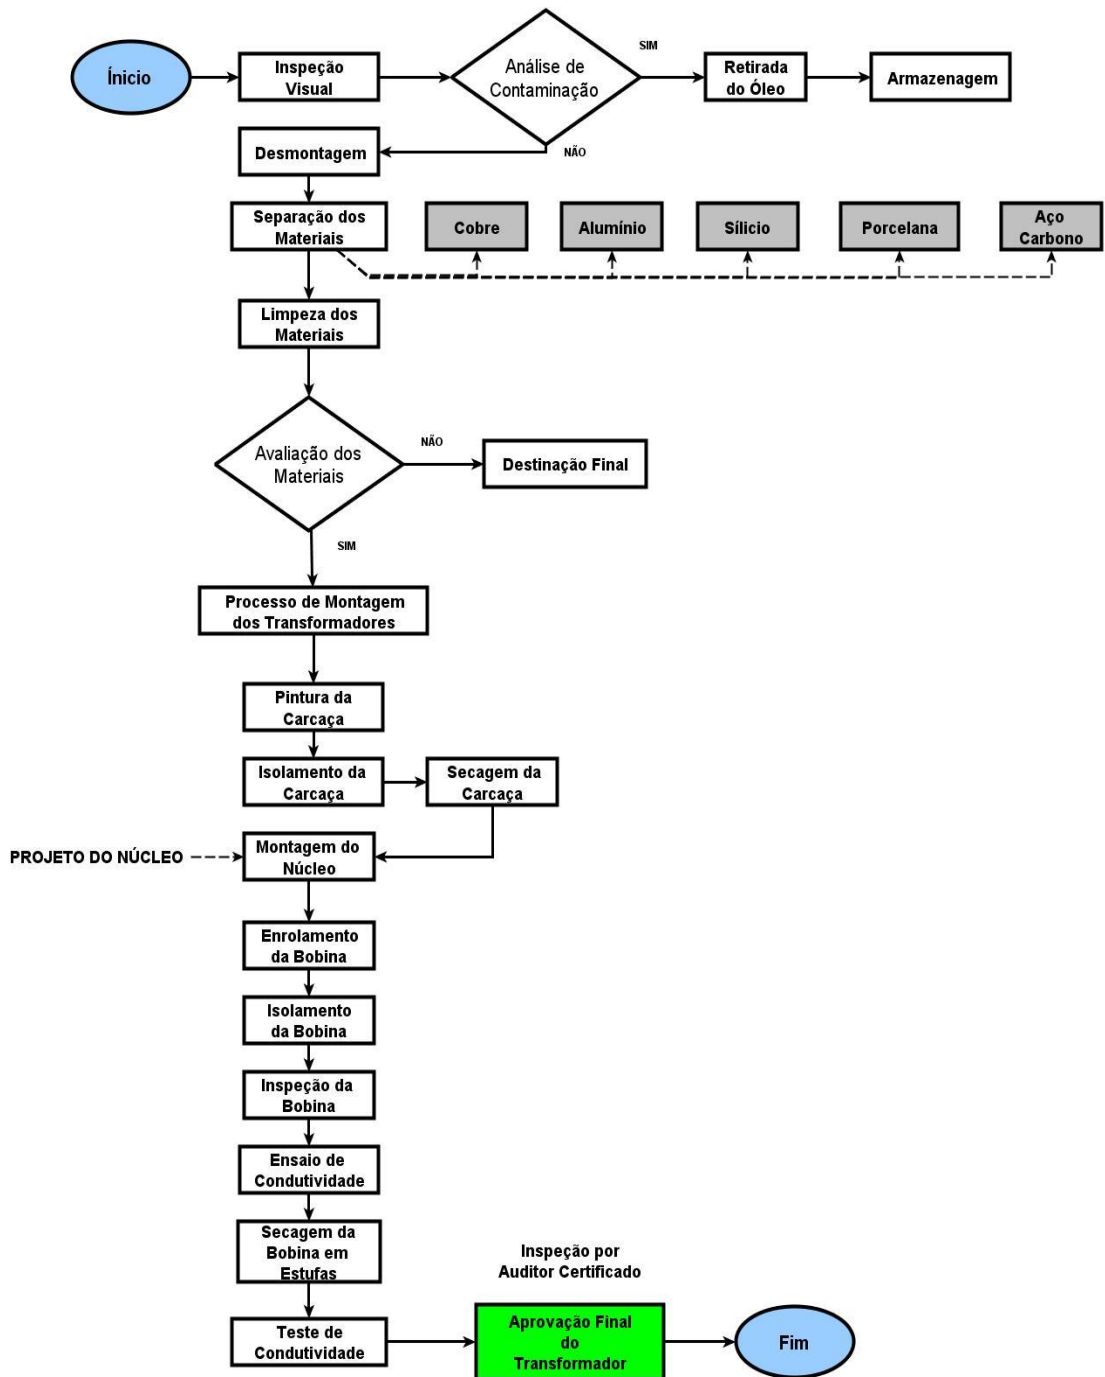 Ínicio
Inspeção
Visual
Análise de
Contaminação
SIM
Retirada
do Óleo
Armazenagem
NÃO
Desmontagem
Separação dos
Materiais
Cobre
Alumínio
Sílicio
Porcelana
Aço
Carbono
Limpeza dos
Materiais
Avaliação dos
Materiais
NÃO
Destinação Final
SIM
Processo de Montagem
dos Transformadores
Pintura da
Carcaça
Isolamento da
Carcaça
Secagem da
Carcaça
PROJETO DO NÚCLEO
Montagem do
Núcleo
Enrolamento
da Bobina
Isolamento
da Bobina
Inspeção da
Bobina
Ensaio de
Condutividade
Secagem da
Bobina em
Estufas
Teste de
Condutividade
Inspeção por
Auditor Certificado
Aprovação Final
do
Transformador
Fim